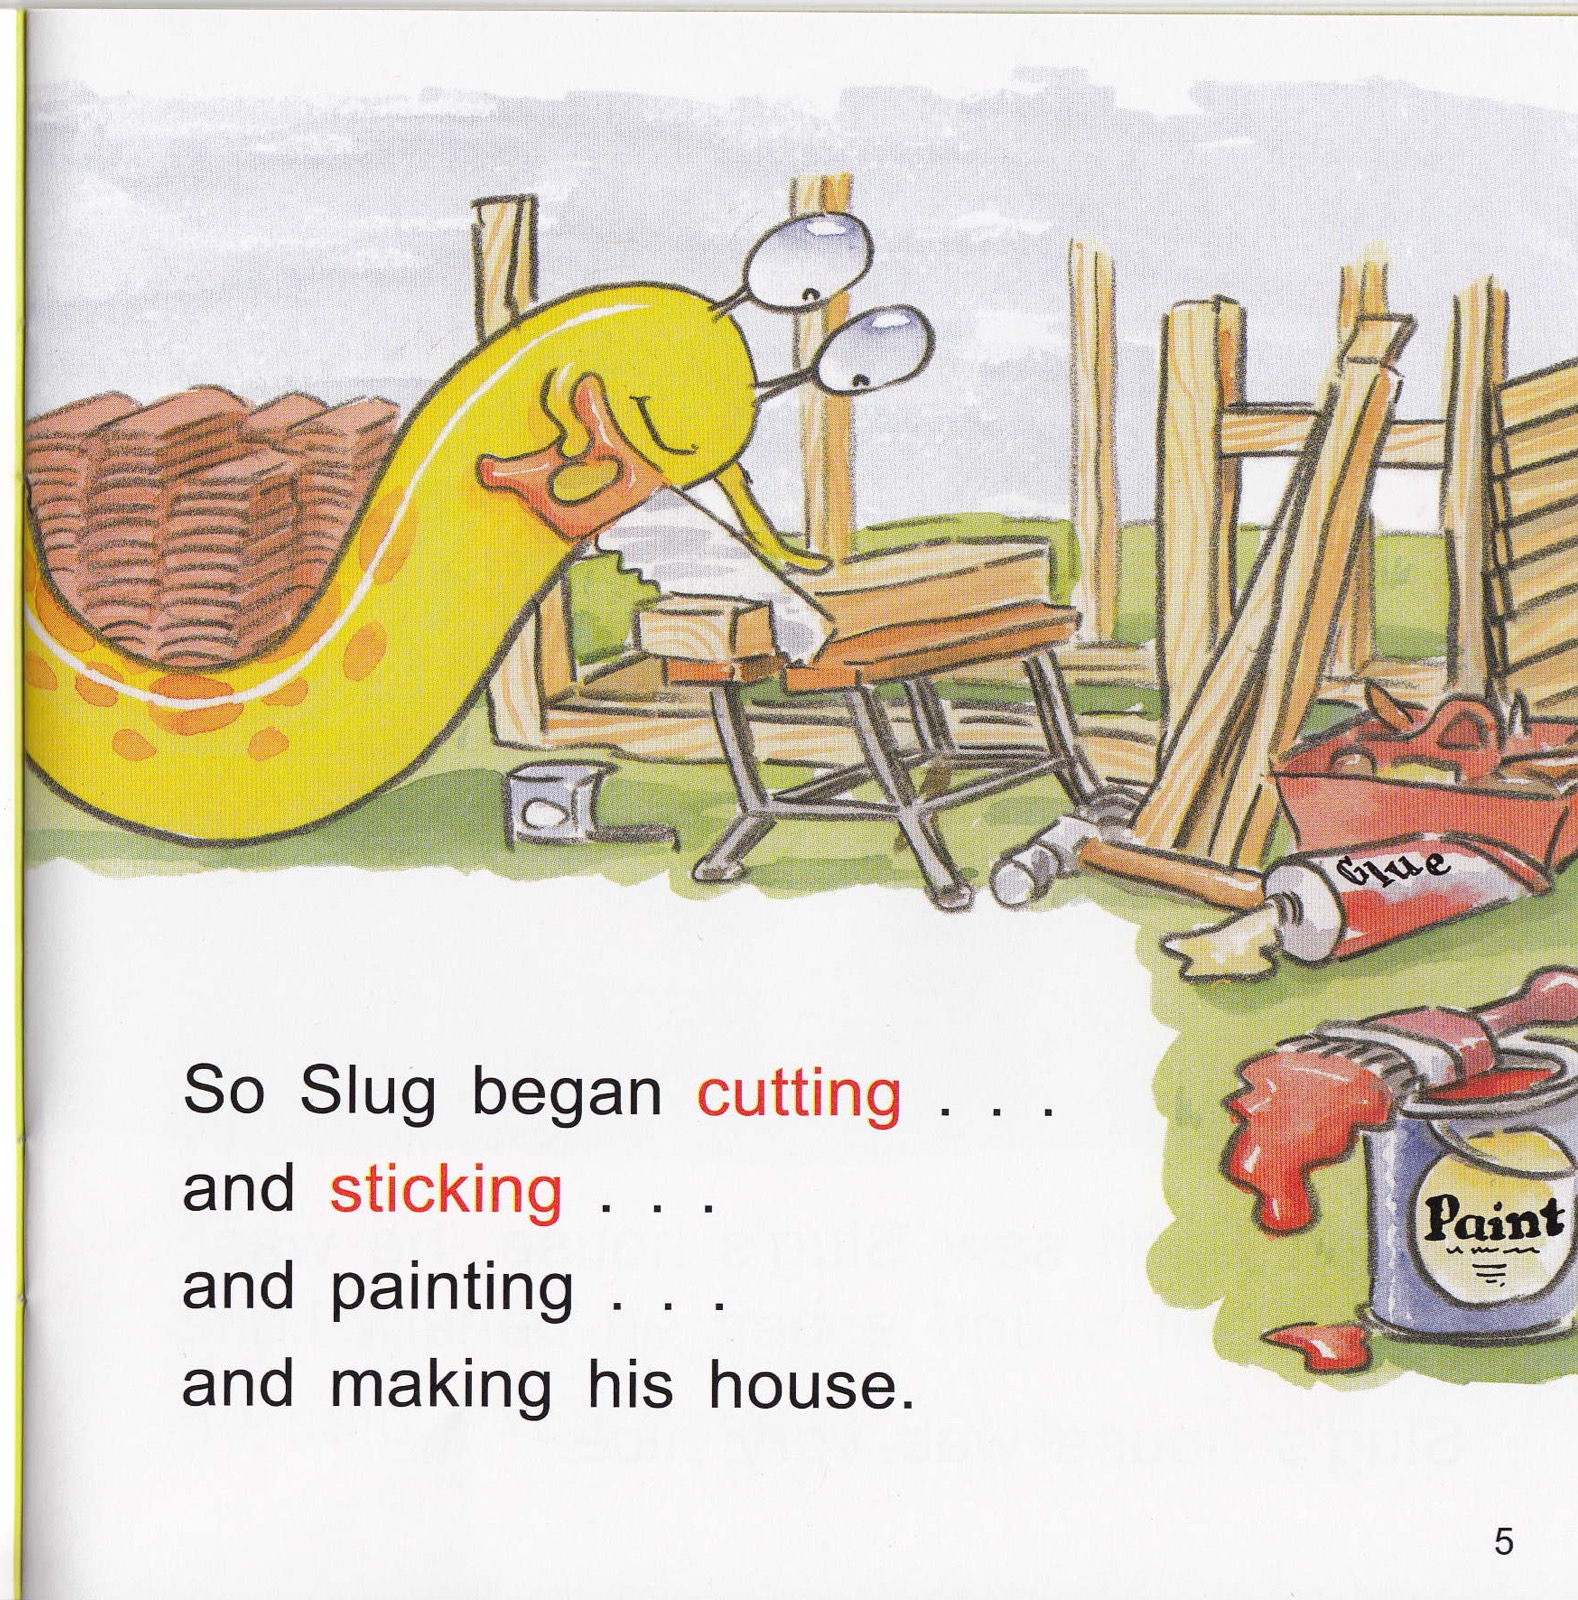 Glue
Paint
So Slug began cutting . . .
and sticking . . .
and painting . . .
and making his house.
5